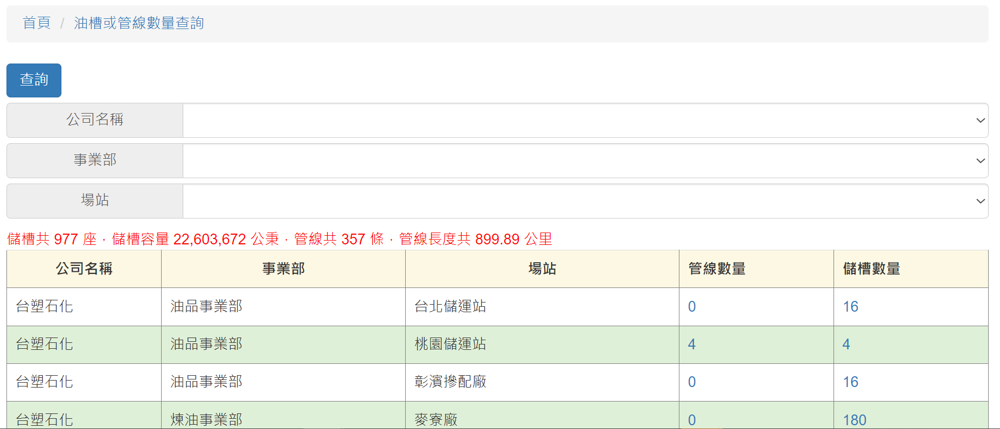 首頁 / 油槽或管線數量查詢
查詢
公司名稱
事業部
場站
儲槽共 977 座，儲槽容量 22,603,672 公秉，管線共 357 條，管線長度共 899.89 公里
公司名稱 事業部 場站 管線數量 儲槽數量
台塑石化 油品事業部 台北儲運站 0 16
台塑石化 油品事業部 桃園儲運站 4 4
台塑石化 油品事業部 彰濱摻配廠 0 16
台塑石化 煉油事業部 麥寮廠 0 180